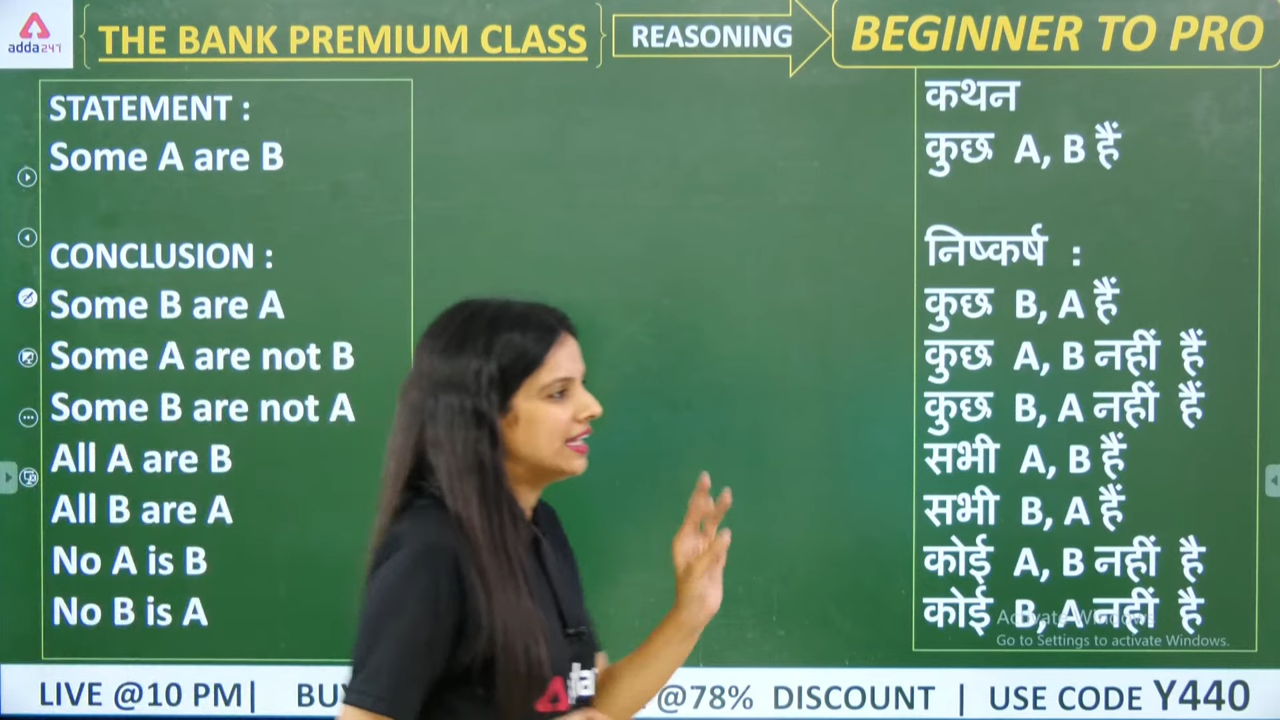 adda247
THE BANK PREMIUM CLASS
REASONING
BEGINNER TO PRO
STATEMENT :
Some A are B
CONCLUSION :
Some B are A
Some A are not B
Some B are not A
All A are B
All B are A
No A is B
No B is A
कथन
कुछ A, B हैं
निष्कर्ष :
कुछ B, A हैं
कुछ A, B नहीं हैं
कुछ B, A नहीं हैं
सभी A, B हैं
सभी B, A हैं
कोई A, B नहीं है
कोई B, A नहीं है
Activate Windows
Go to Settings to activate Windows.
LIVE @10 PM| @78% DISCOUNT | USE CODE Y440